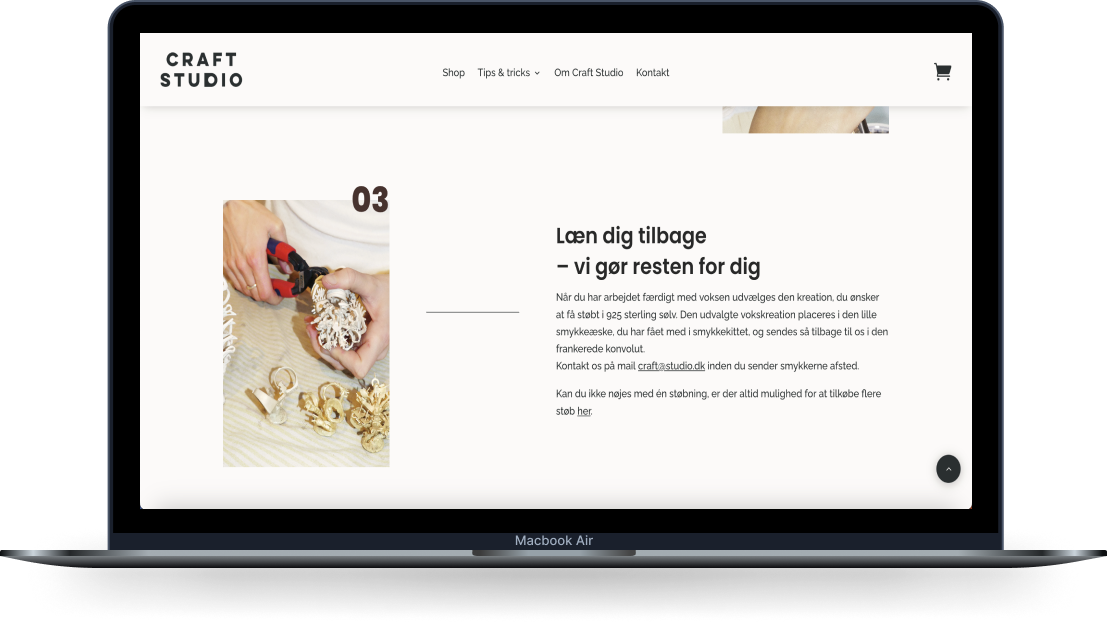 CRAFT
STUDIO
Shop Tips & tricks Om Craft Studio Kontakt
03
Læn dig tilbage
– vi gør resten for dig
Når du har arbejdet færdigt med voksen udvælges den kreation, du ønsker
at få støbt i 925 sterling sølv. Den udvalgte vokskreation placeres i den lille
smykkeæske, du har fået med i smykkekittet, og sendes så tilbage til os i den
frankerede konvolut.
Kontakt os på mail craft@studio.dk inden du sender smykkerne afsted.
Kan du ikke nøjes med én støbning, er der altid mulighed for at tilkøbe flere
støb her.
Macbook Air